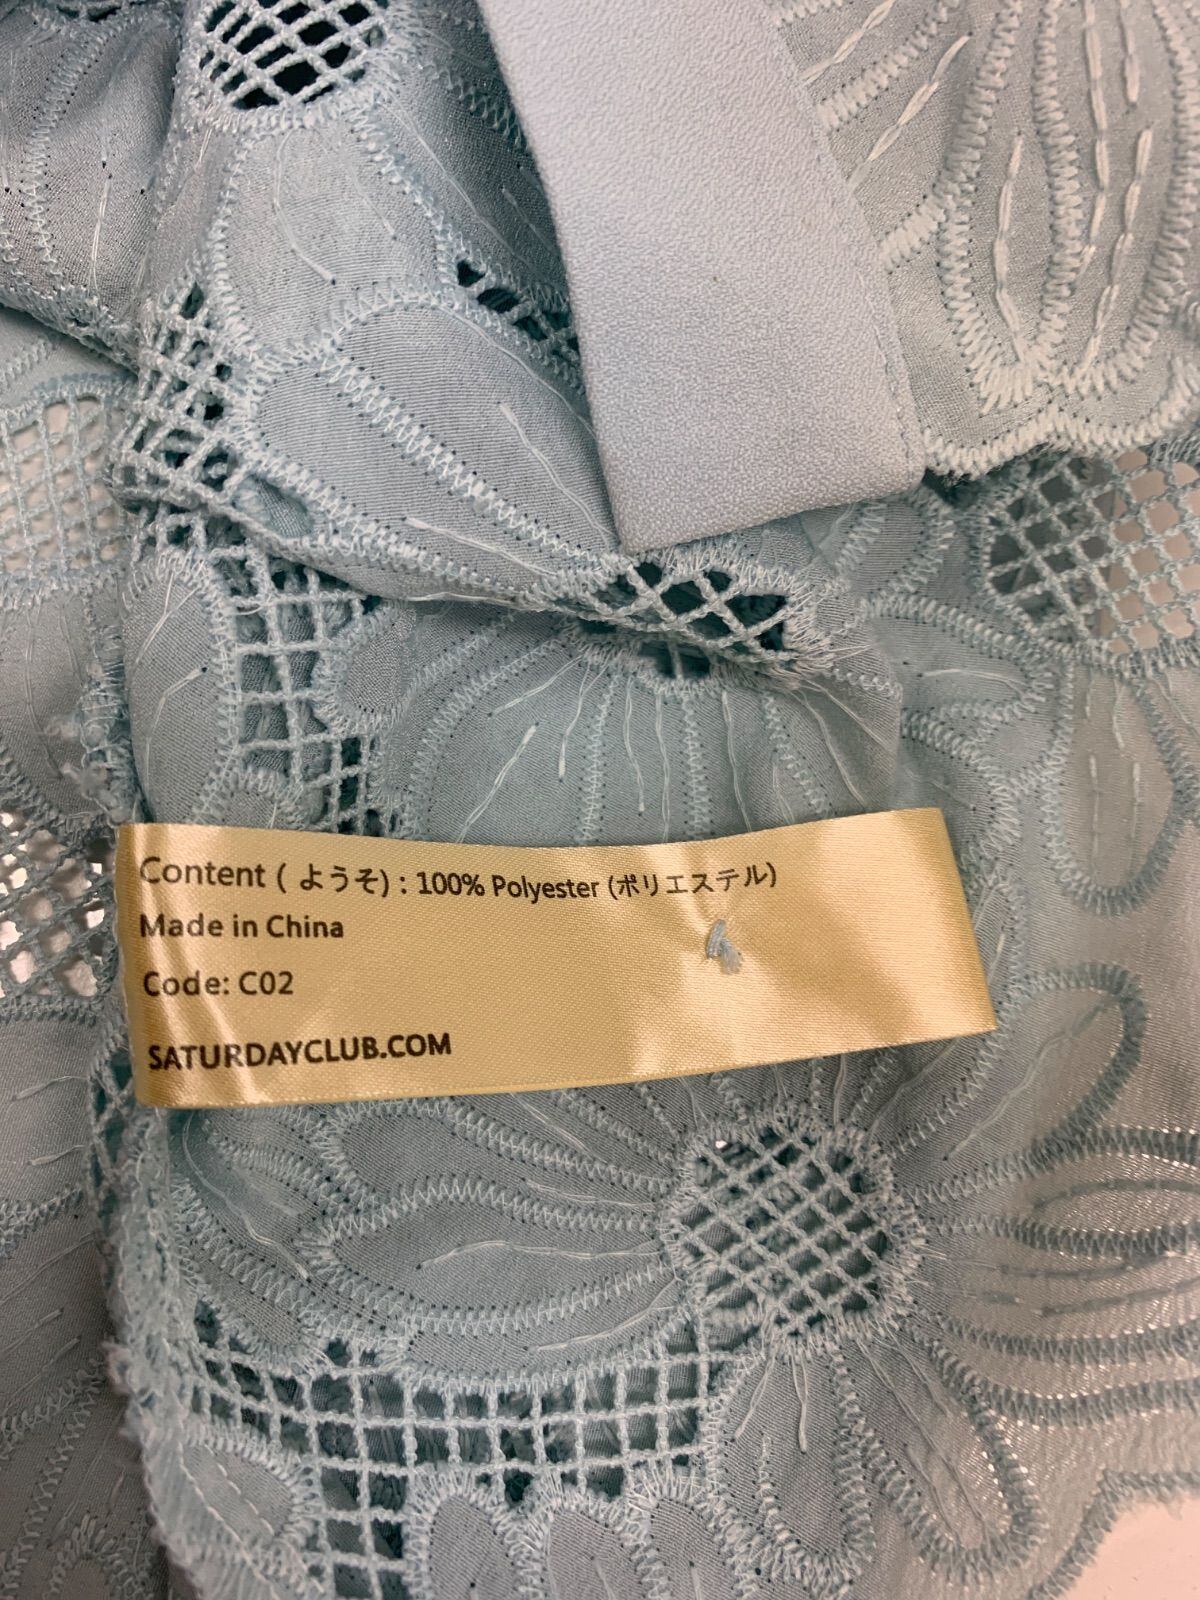 Content ( ようそ) : 100% Polyester (ポリエステル)
Made in China
Code: C02
SATURDAYCLUB.COM